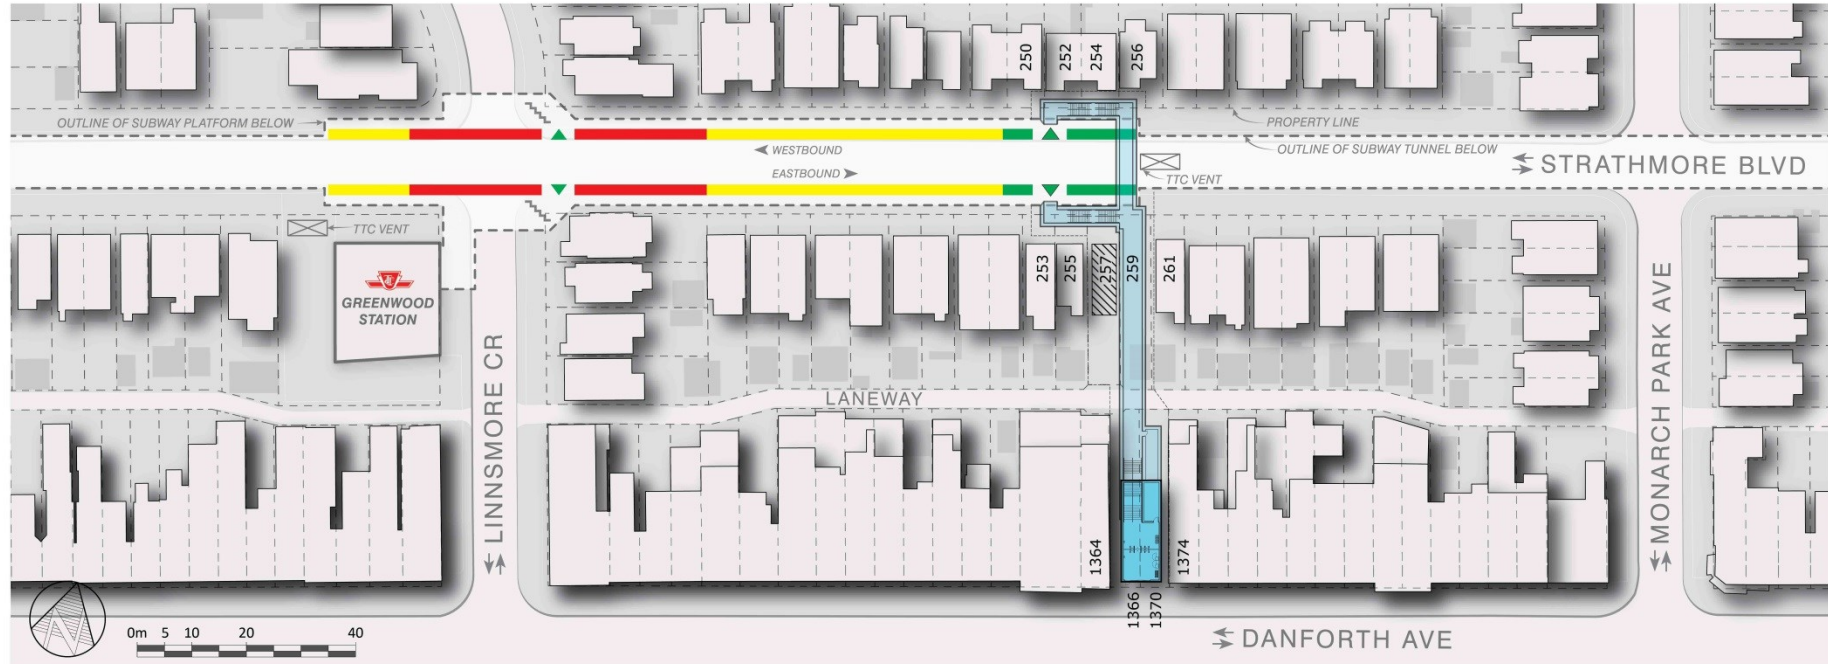 250
252
254
256
OUTLINE OF SUBWAY PLATFORM BELOW
PROPERTY LINE
WESTBOUND
OUTLINE OF SUBWAY TUNNEL BELOW
EASTBOUND
STRATHMORE BLVD
TTC VENT
TTC VENT
GREENWOOD
STATION
253
255
257
259
261
LINNSMORE CR
MONARCH PARK AVE
LANEWAY
1364
1374
1366
1370
0m 5 10 20 40
DANFORTH AVE
N